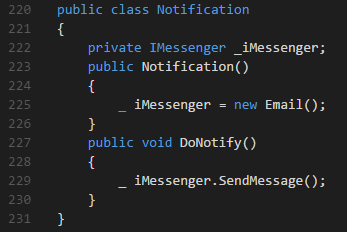 220 public class Notification
221 {
222     private IMessenger _iMessenger;
223     public Notification()
224     {
225         _ iMessenger = new Email();
226     }
227     public void DoNotify()
228     {
229         _ iMessenger.SendMessage();
230     }
231 }